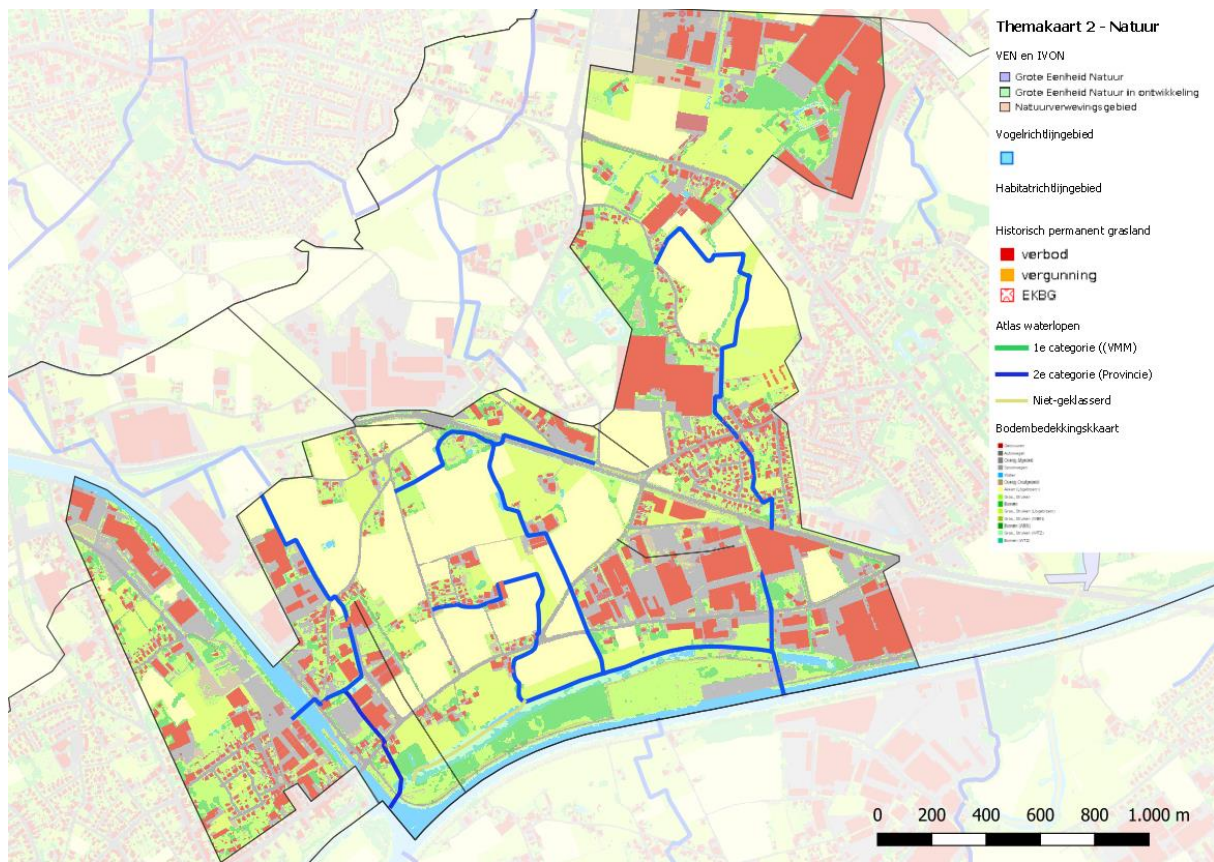 Themakaart 2 - Natuur
VEN en IVON
Grote Eenheid Natuur
Grote Eenheid Natuur in ontwikkeling
Natuurverwevingsgebied
Vogelrichtlijngebied
Habitatrichtlijngebied
Historisch permanent grasland
verbod
vergunning
EKBG
Atlas waterlopen
1e categorie ((VMM)
2e categorie (Provincie)
Niet-geklasserd
Bodembedekkingskkaart
0 200 400 600 800 1.000 m